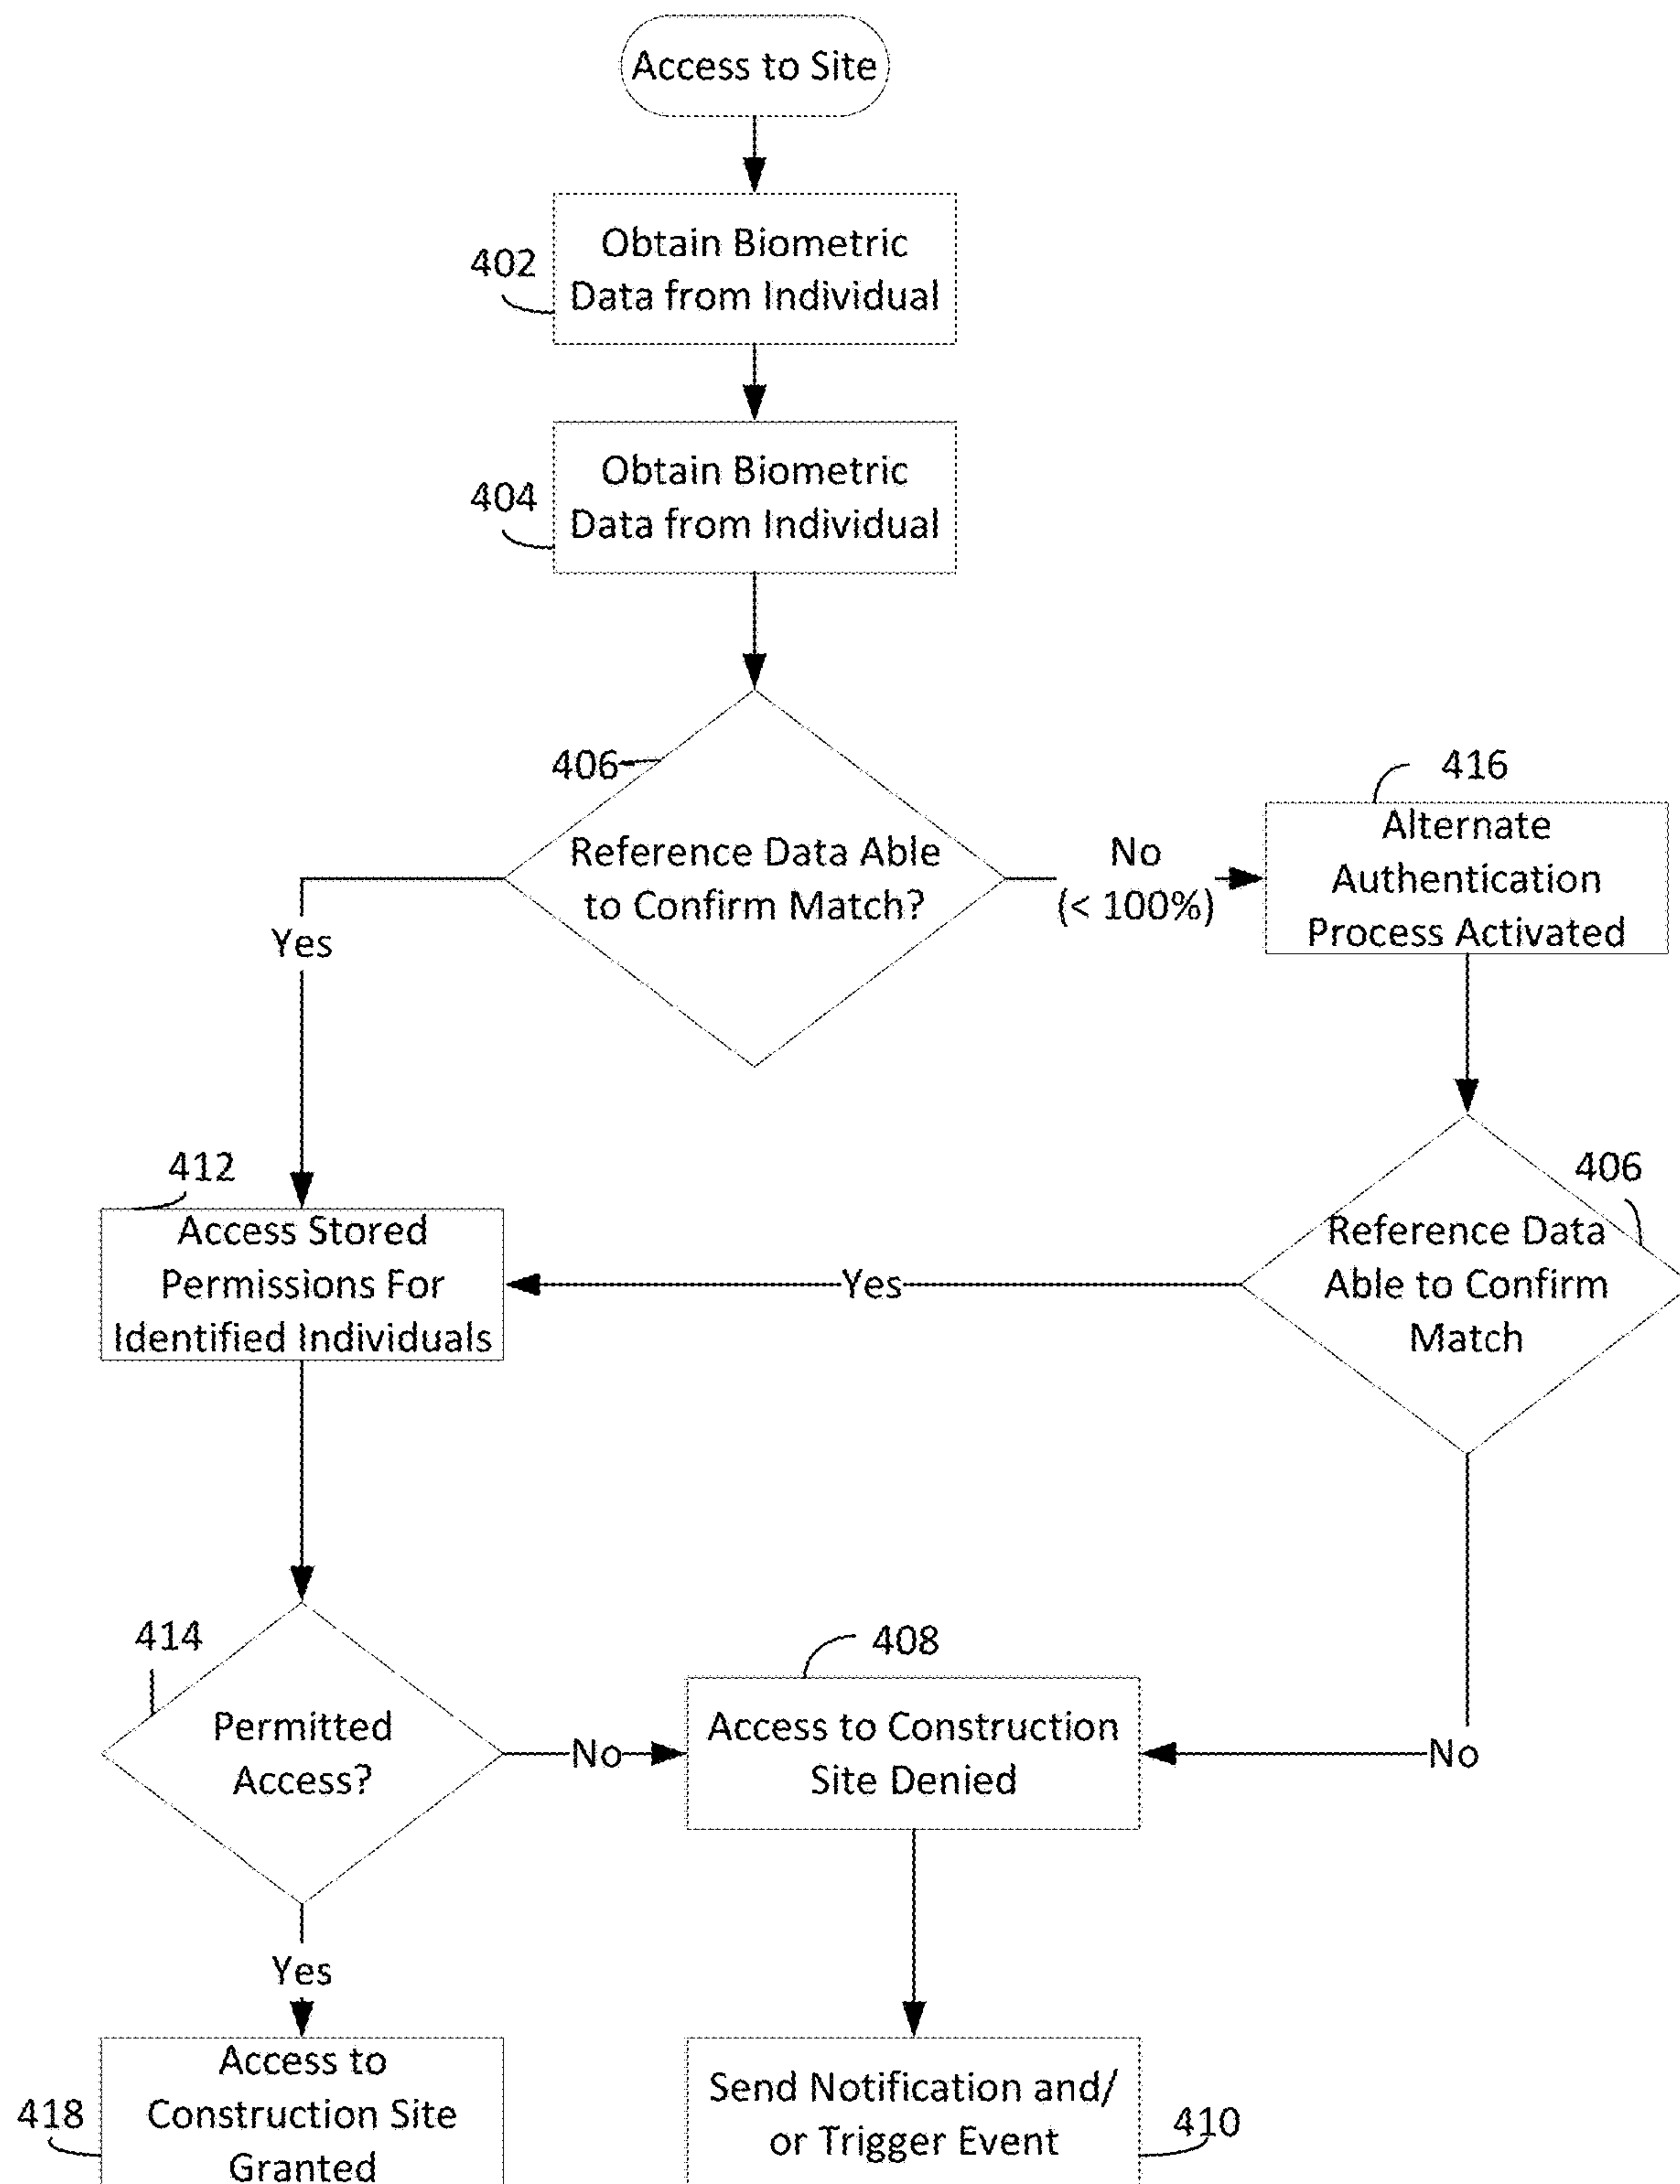 Access to Site
402
Obtain Biometric
Data from Individual
404
Obtain Biometric
Data from Individual
406
Reference Data Able
to Confirm Match?
No
(< 100%)
416
Alternate
Authentication
Process Activated
Yes
412
Access Stored
Permissions For
Identified Individuals
Yes
406
Reference Data
Able to Confirm
Match
414
Permitted
Access?
No
408
Access to Construction
Site Denied
No
Yes
418
Access to
Construction Site
Granted
Send Notification and/
or Trigger Event
410